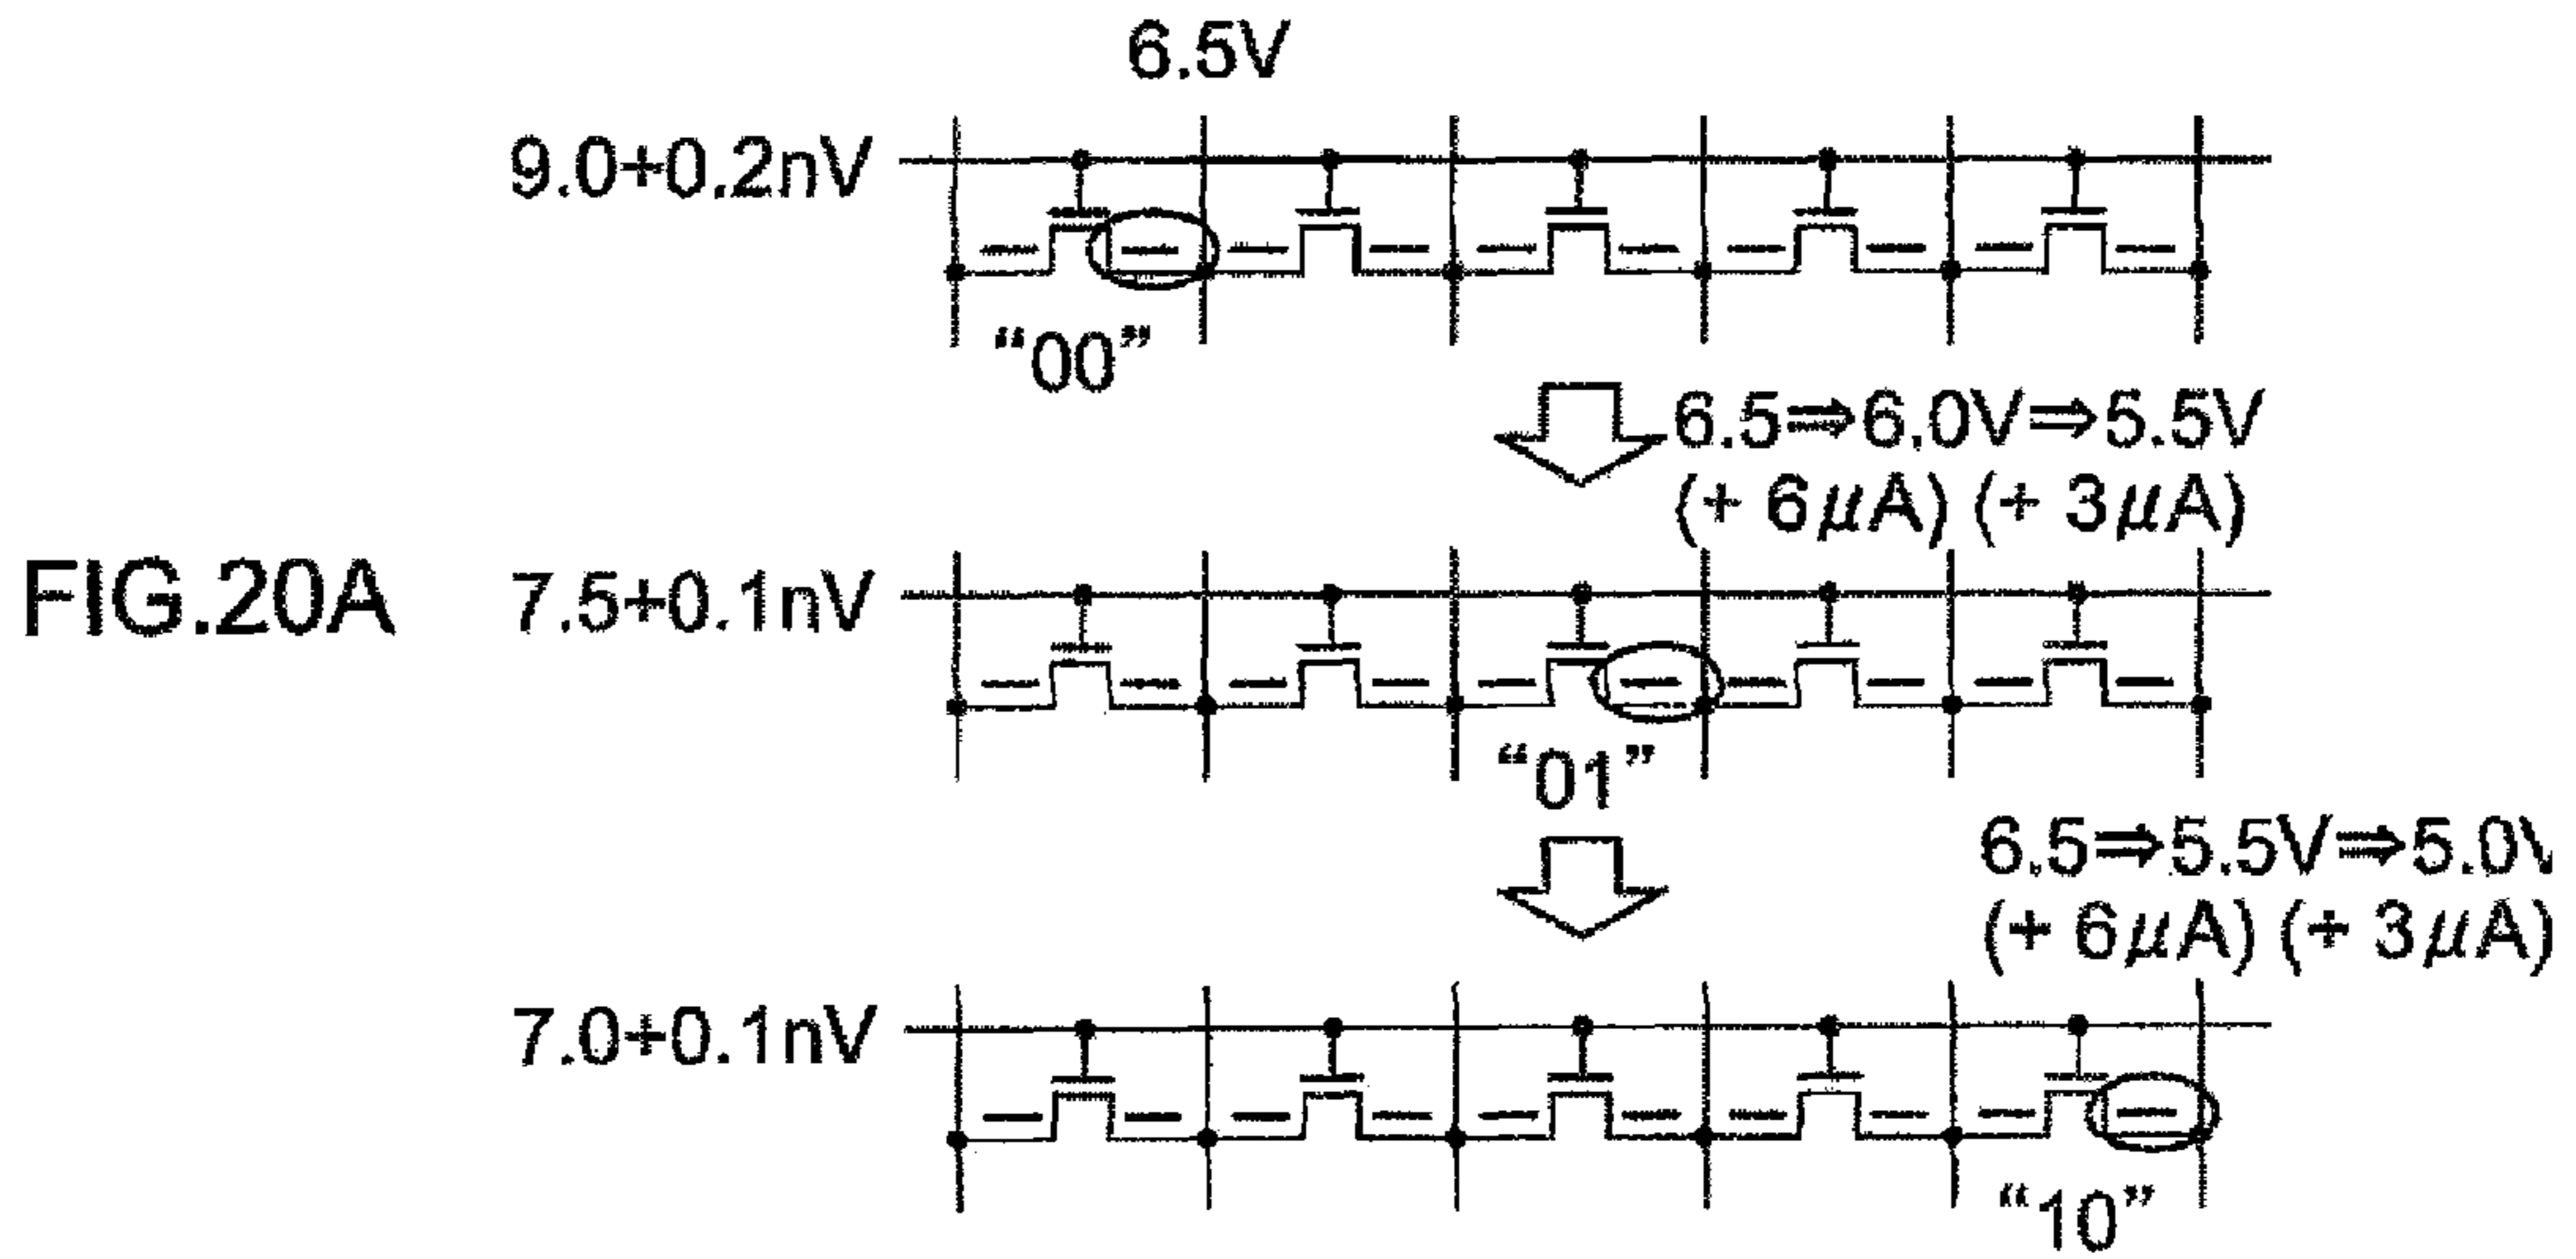 6.5V
9.0+0.2nV
“00”
6.5⇒6.0V⇒5.5V
(+ 6μA) (+ 3μA)
FIG.20A
7.5+0.1nV
“01”
6.5⇒5.5V⇒5.0V
(+ 6μA) (+ 3μA)
7.0+0.1nV
“10”